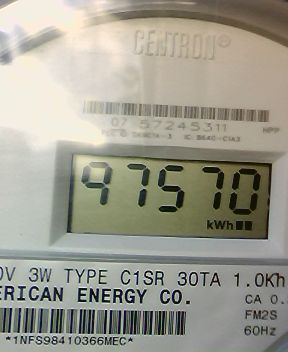 CENTRON®
07 57245311 HPP
97570
kWh
0V 3W TYPE C1SR 30TA 1.0Kh
ERICAN ENERGY CO.
CA 0.
FM2S
*1NFS98410366MEC*
60Hz